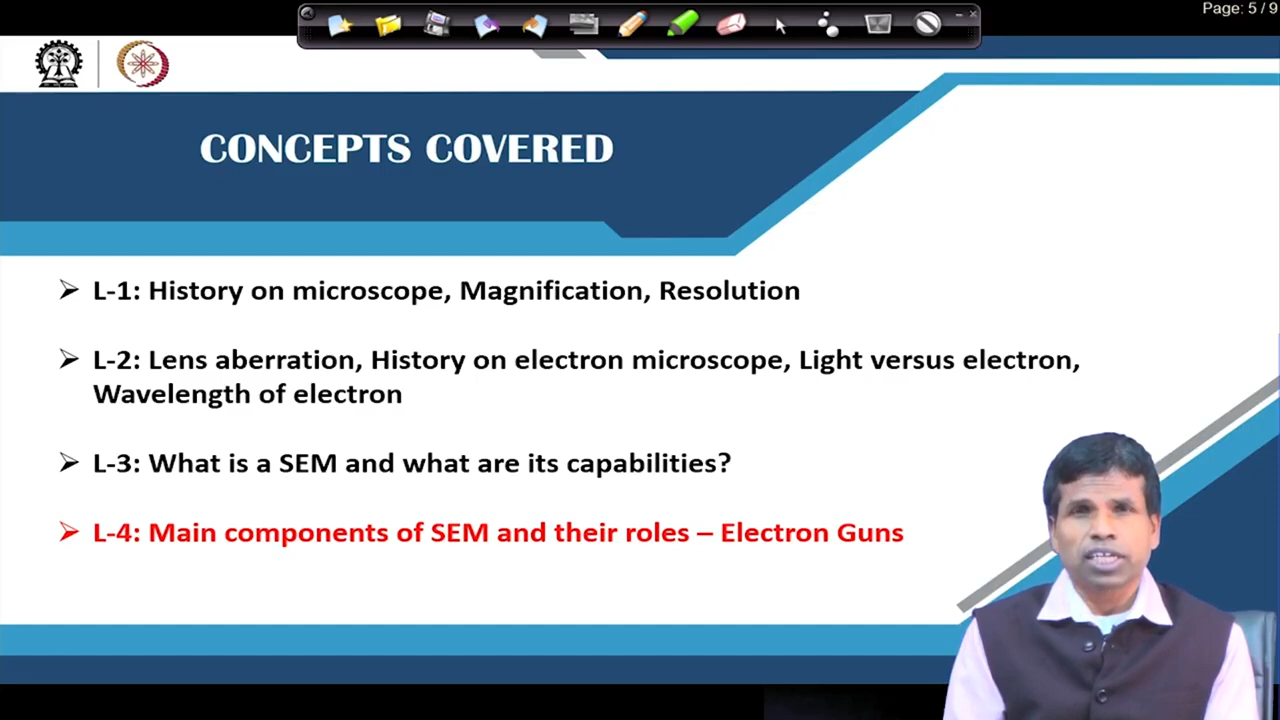 Page: 5 / 9
CONCEPTS COVERED
➢ L-1: History on microscope, Magnification, Resolution
➢ L-2: Lens aberration, History on electron microscope, Light versus electron,
Wavelength of electron
➢ L-3: What is a SEM and what are its capabilities?
➢ L-4: Main components of SEM and their roles – Electron Guns